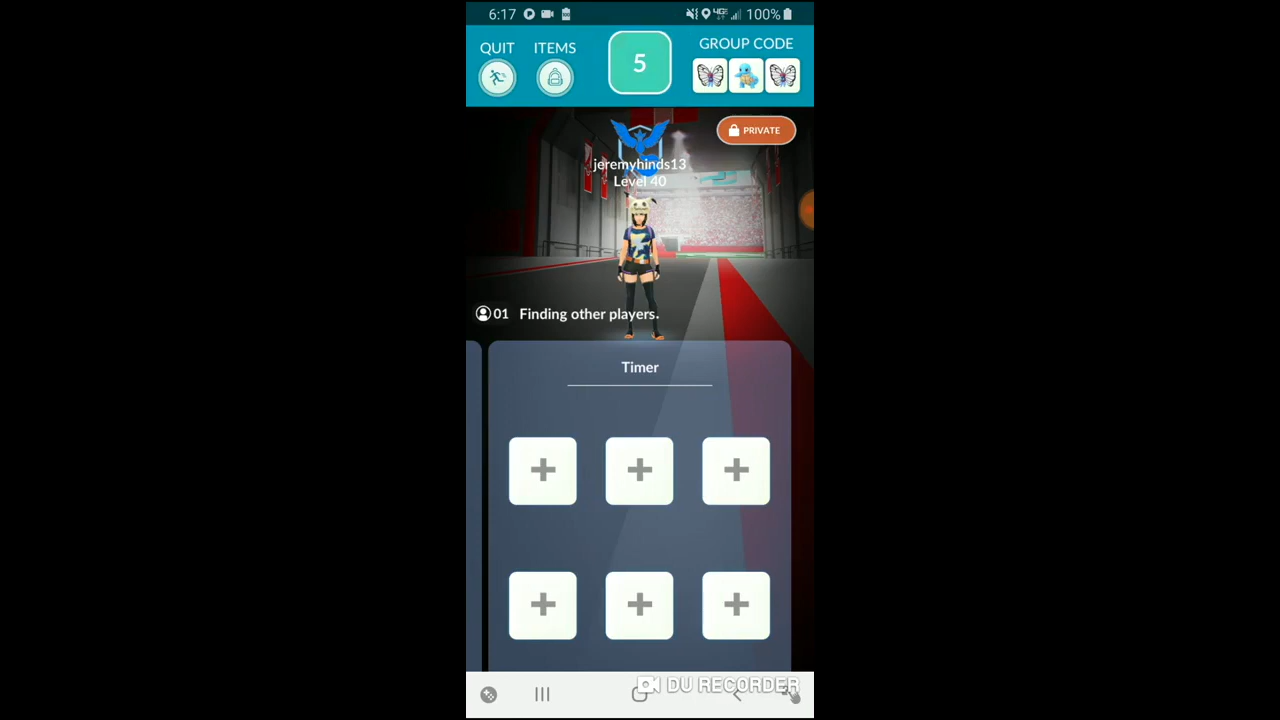 6:17
4G 100%
QUIT ITEMS 5 GROUP CODE
PRIVATE
jeremyhinds13
Level 40
01 Finding other players.
Timer
DU RECORDER